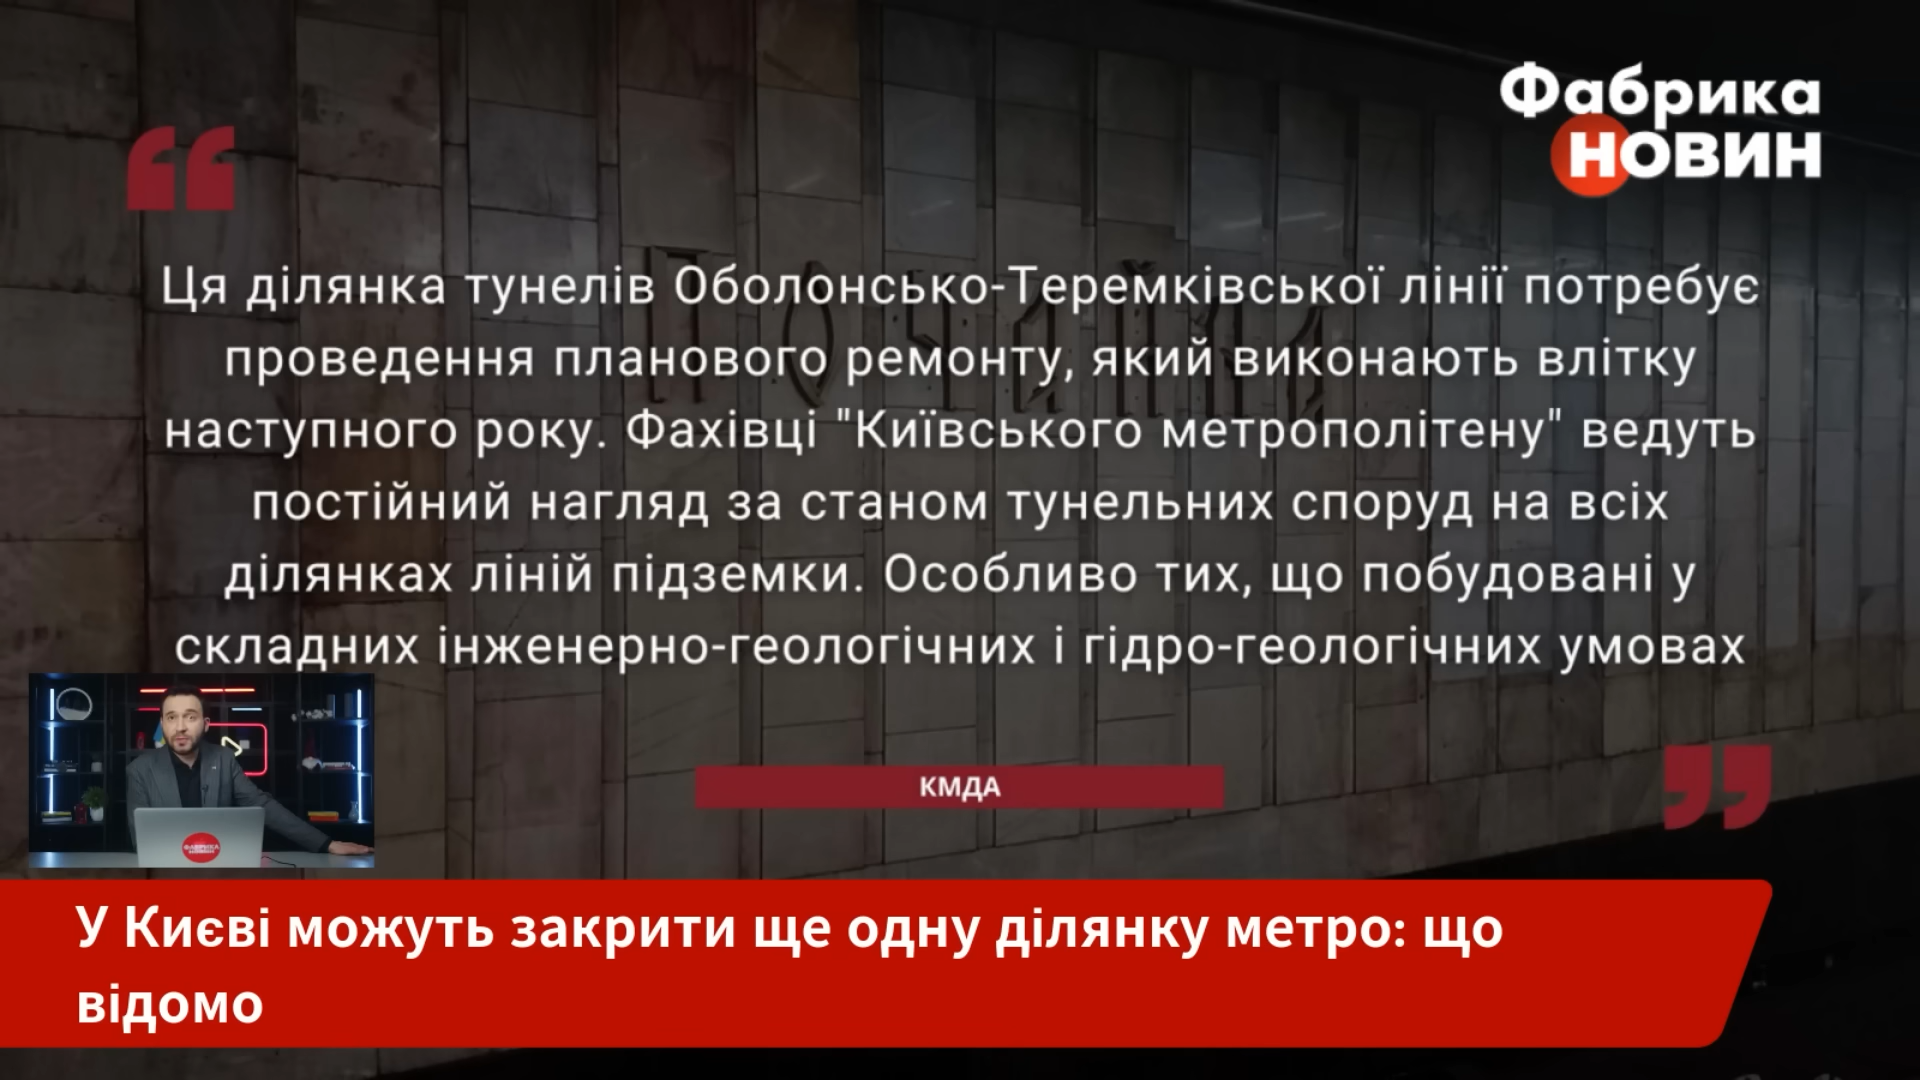 Фабрика
НОВИН
Ця ділянка тунелів Оболонсько-Теремківської лінії потребує
проведення планового ремонту, який виконають влітку
наступного року. Фахівці "Київського метрополітену" ведуть
постійний нагляд за станом тунельних споруд на всіх
ділянках ліній підземки. Особливо тих, що побудовані у
складних інженерно-геологічних і гідро-геологічних умовах
Почайна
КМДА
ФАБРИКА
У Києві можуть закрити ще одну ділянку метро: що
відомо